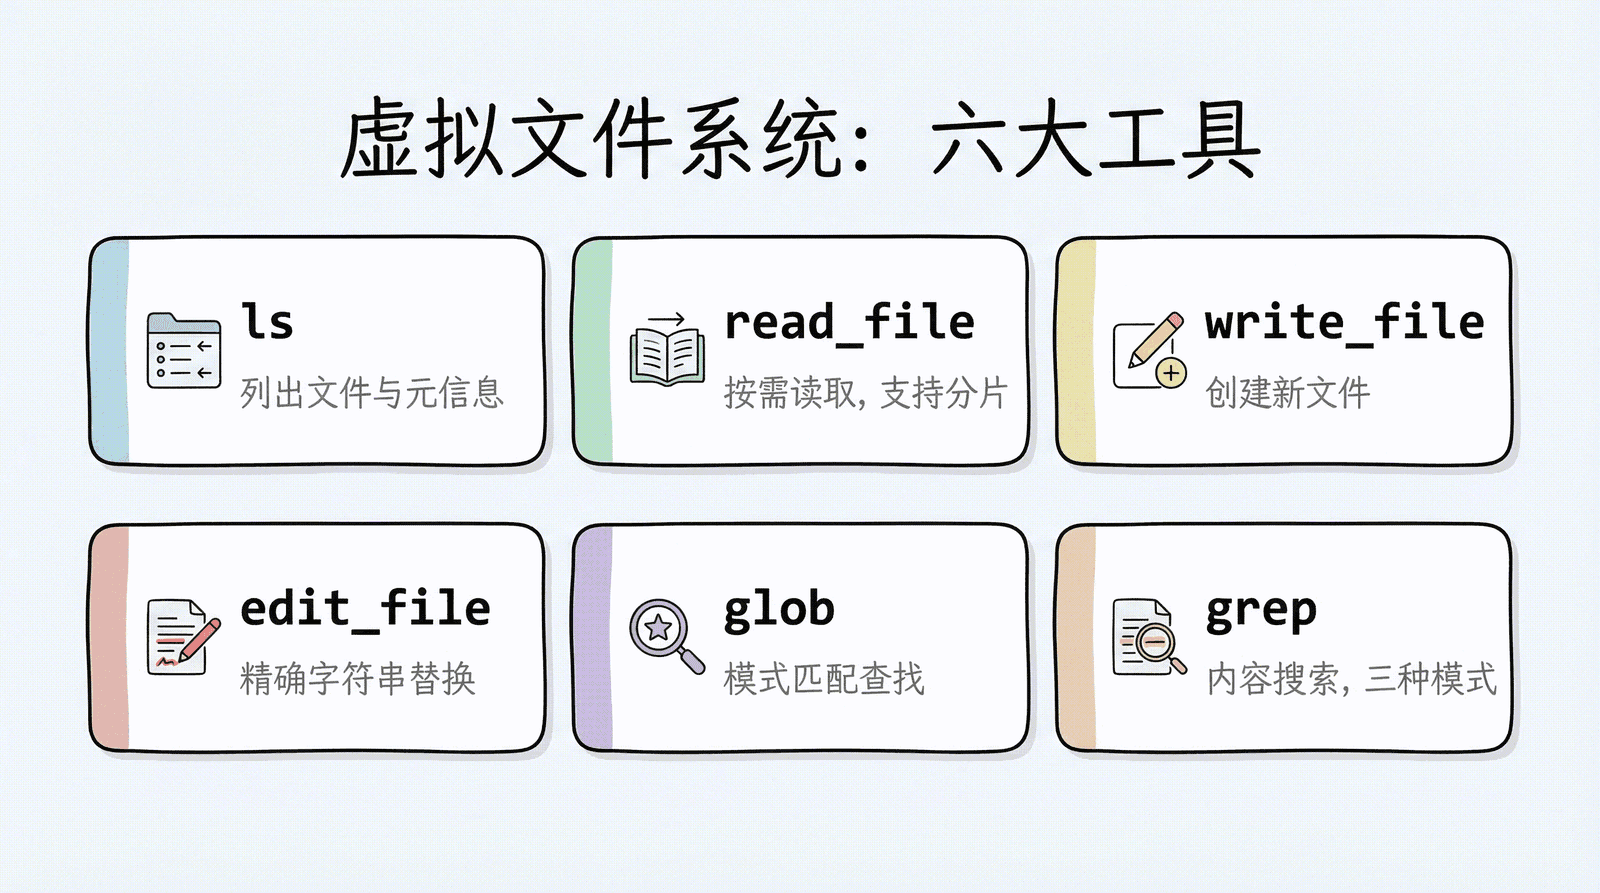 虚拟文件系统：六大工具
ls
列出文件与元信息
read_file
按需读取，支持分片
write_file
创建新文件
edit_file
精确字符串替换
glob
模式匹配查找
grep
内容搜索，三种模式